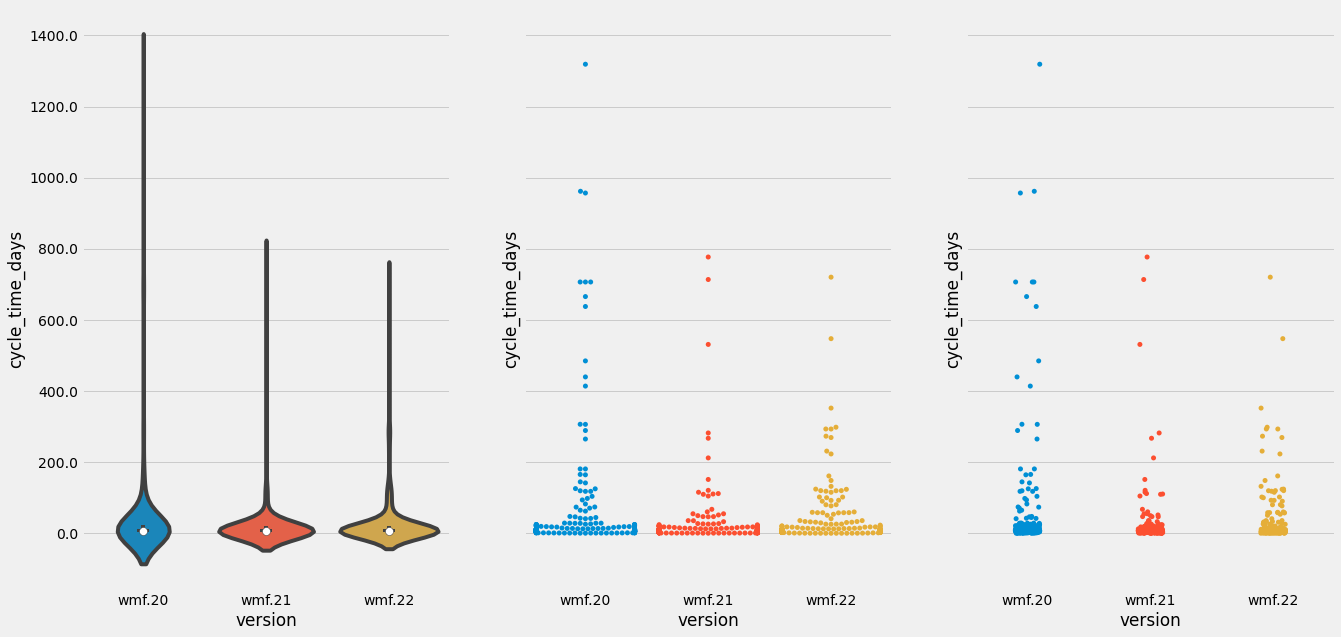 1400.0
1200.0
1000.0
800.0
600.0
400.0
200.0
0.0
cycle_time_days
wmf.20 wmf.21 wmf.22
version
cycle_time_days
wmf.20 wmf.21 wmf.22
version
cycle_time_days
wmf.20 wmf.21 wmf.22
version